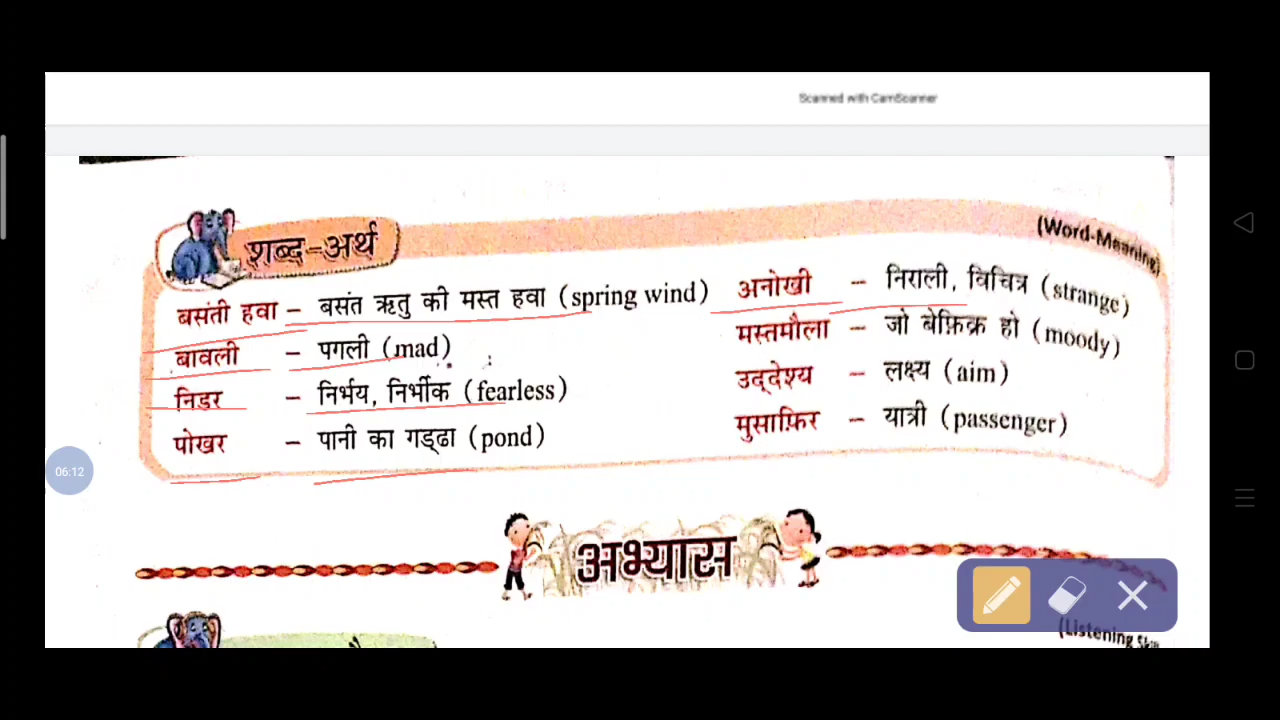 Scanned with CamScanner
शब्द-अर्थ
(Word-Meaning)
बसंती हवा – बसंत ऋतु की मस्त हवा (spring wind)
बावली – पगली (mad)
निडर – निर्भय, निर्भीक (fearless)
पोखर – पानी का गड्ढा (pond)
अनोखी – निराली, विचित्र (strange)
मस्तमौला – जो बेफ़िक्र हो (moody)
उद्देश्य – लक्ष्य (aim)
मुसाफ़िर – यात्री (passenger)
06:12
अभ्यास
(Listening